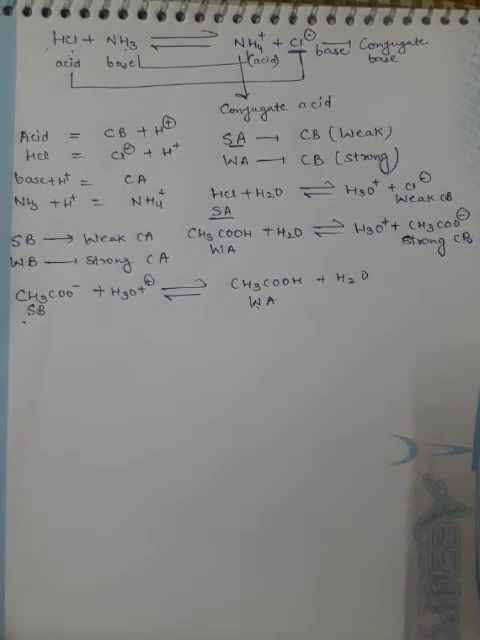 HCl + NH₃ ⇌ NH₄⁺ + Cl⊖ → Conjugate
acid base (acid) base base
Conjugate acid
Acid = CB + H⊕
HCl = Cl⊖ + H⁺
base + H⁺ = CA
NH₃ + H⁺ = NH₄⁺
SA → CB (Weak)
WA → CB (strong)
HCl + H₂O ⇌ H₃O⁺ + Cl⊖
SA Weak CB
CH₃COOH + H₂O ⇌ H₃O⁺ + CH₃COO⊖
WA Strong CB
SB → Weak CA
WB → Strong CA
CH₃COO⁻ + H₃O⊕ ⇌ CH₃COOH + H₂O
SB WA